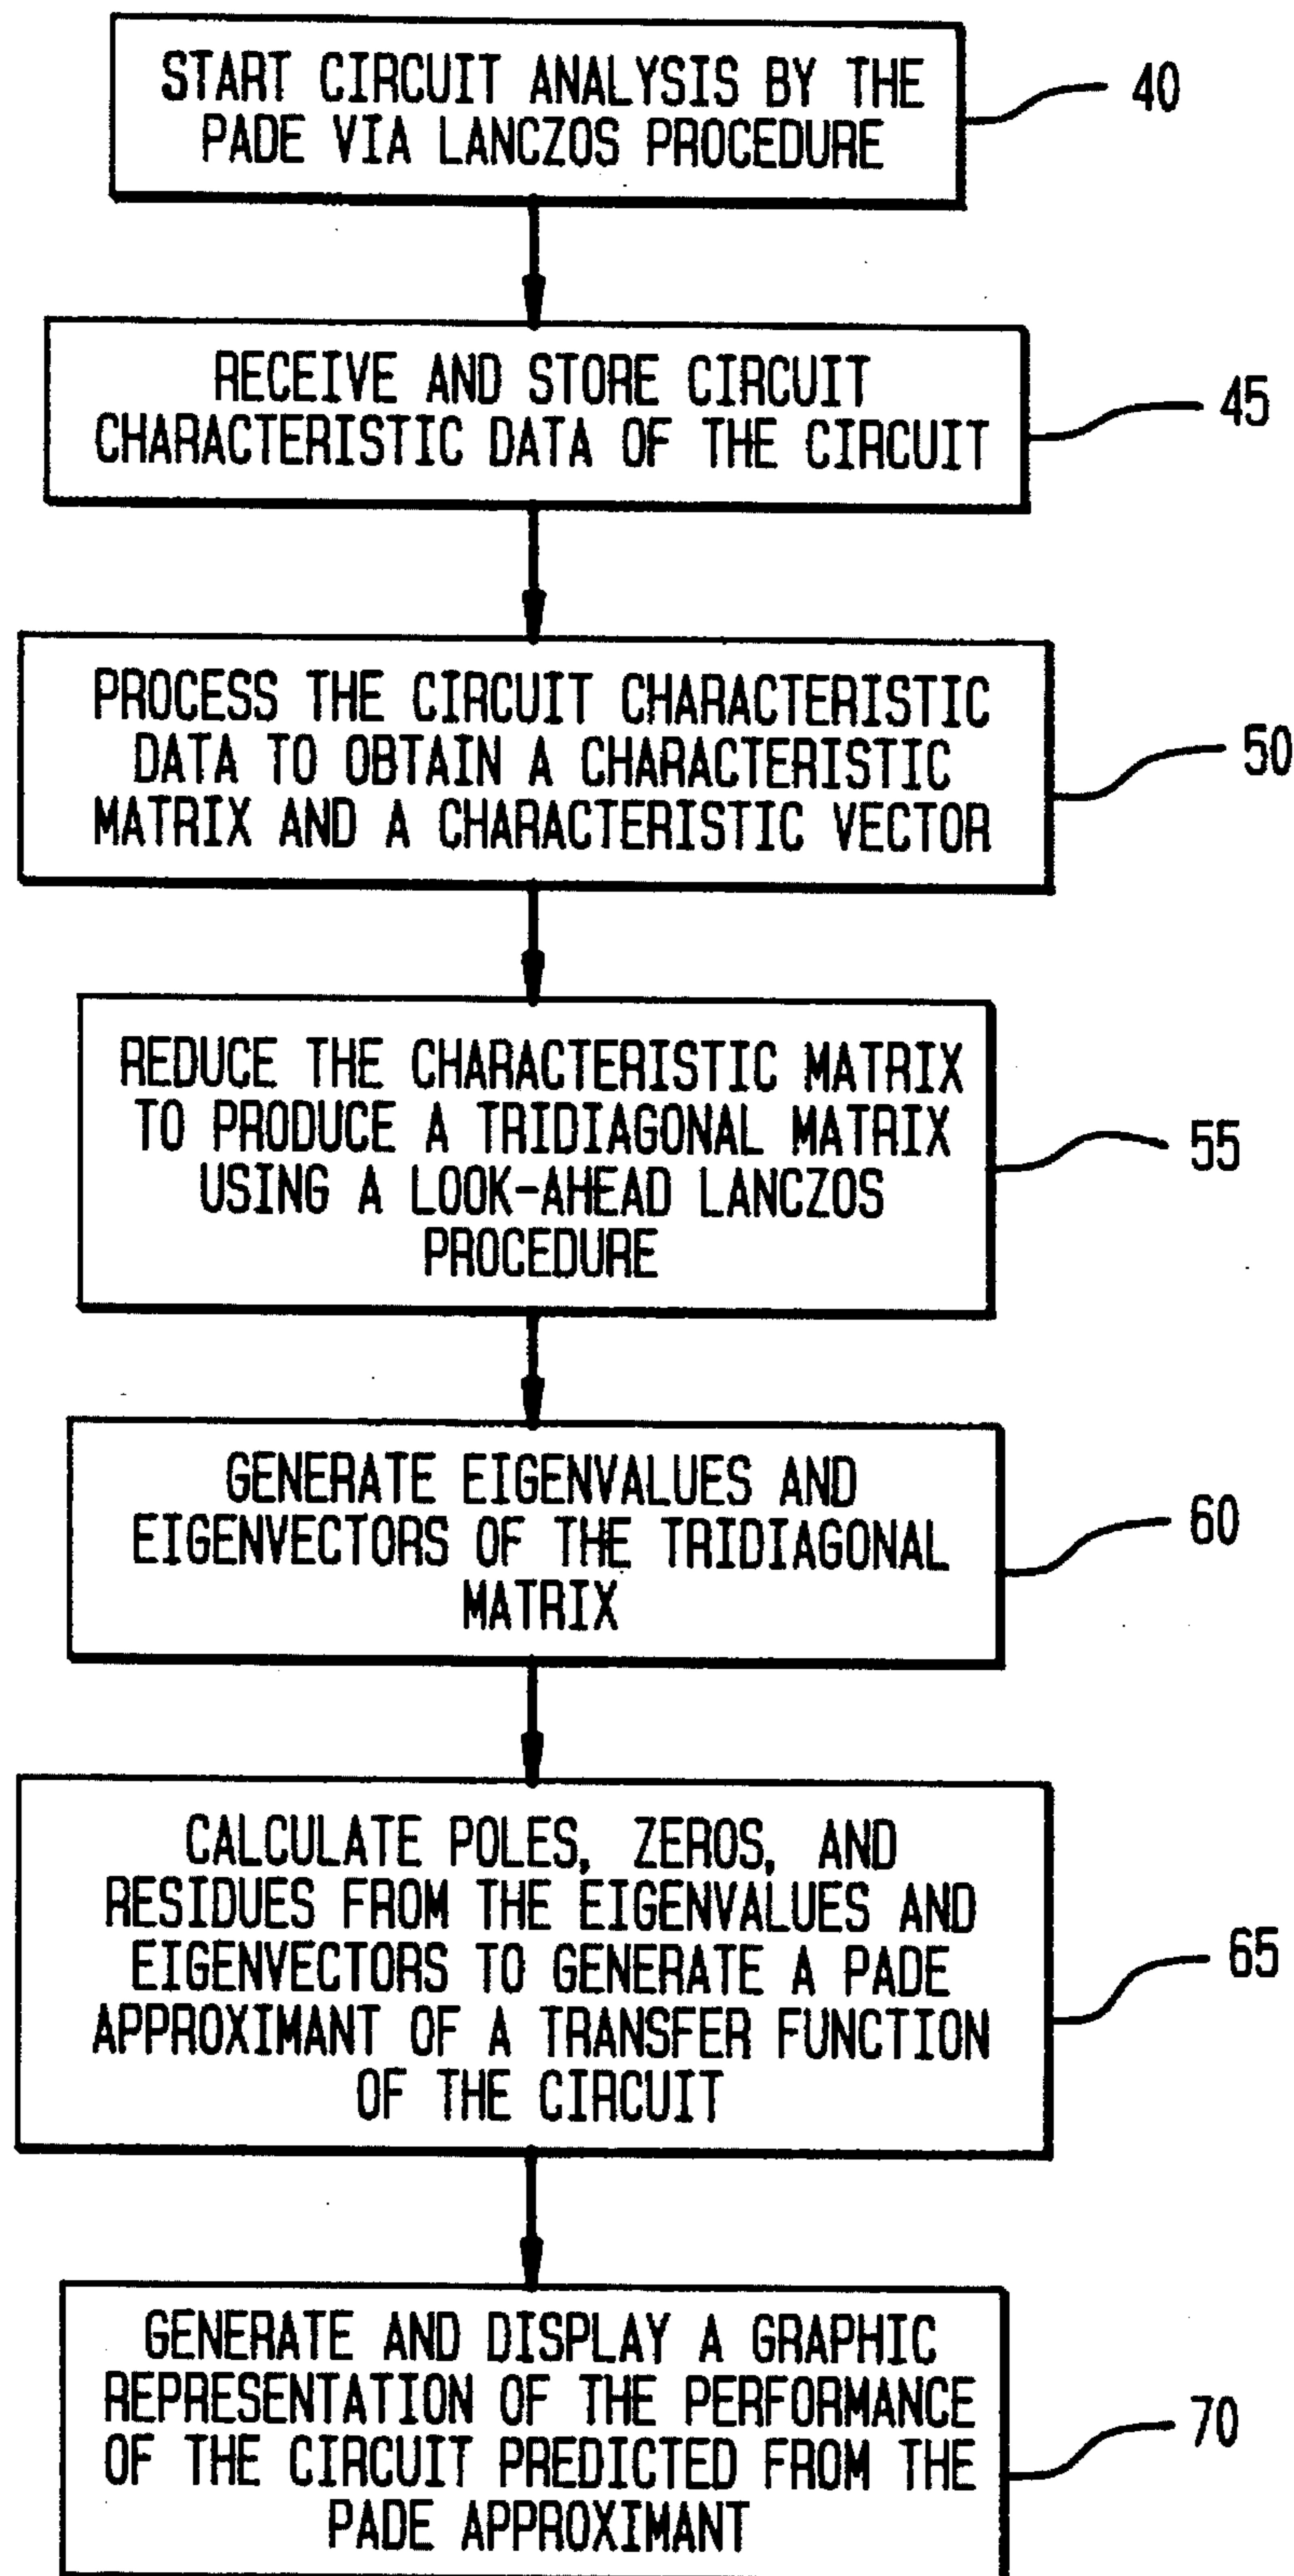 START CIRCUIT ANALYSIS BY THE
PADE VIA LANCZOS PROCEDURE
40
RECEIVE AND STORE CIRCUIT
CHARACTERISTIC DATA OF THE CIRCUIT
45
PROCESS THE CIRCUIT CHARACTERISTIC
DATA TO OBTAIN A CHARACTERISTIC
MATRIX AND A CHARACTERISTIC VECTOR
50
REDUCE THE CHARACTERISTIC MATRIX
TO PRODUCE A TRIDIAGONAL MATRIX
USING A LOOK-AHEAD LANCZOS
PROCEDURE
55
GENERATE EIGENVALUES AND
EIGENVECTORS OF THE TRIDIAGONAL
MATRIX
60
CALCULATE POLES, ZEROS, AND
RESIDUES FROM THE EIGENVALUES AND
EIGENVECTORS TO GENERATE A PADE
APPROXIMANT OF A TRANSFER FUNCTION
OF THE CIRCUIT
65
GENERATE AND DISPLAY A GRAPHIC
REPRESENTATION OF THE PERFORMANCE
OF THE CIRCUIT PREDICTED FROM THE
PADE APPROXIMANT
70